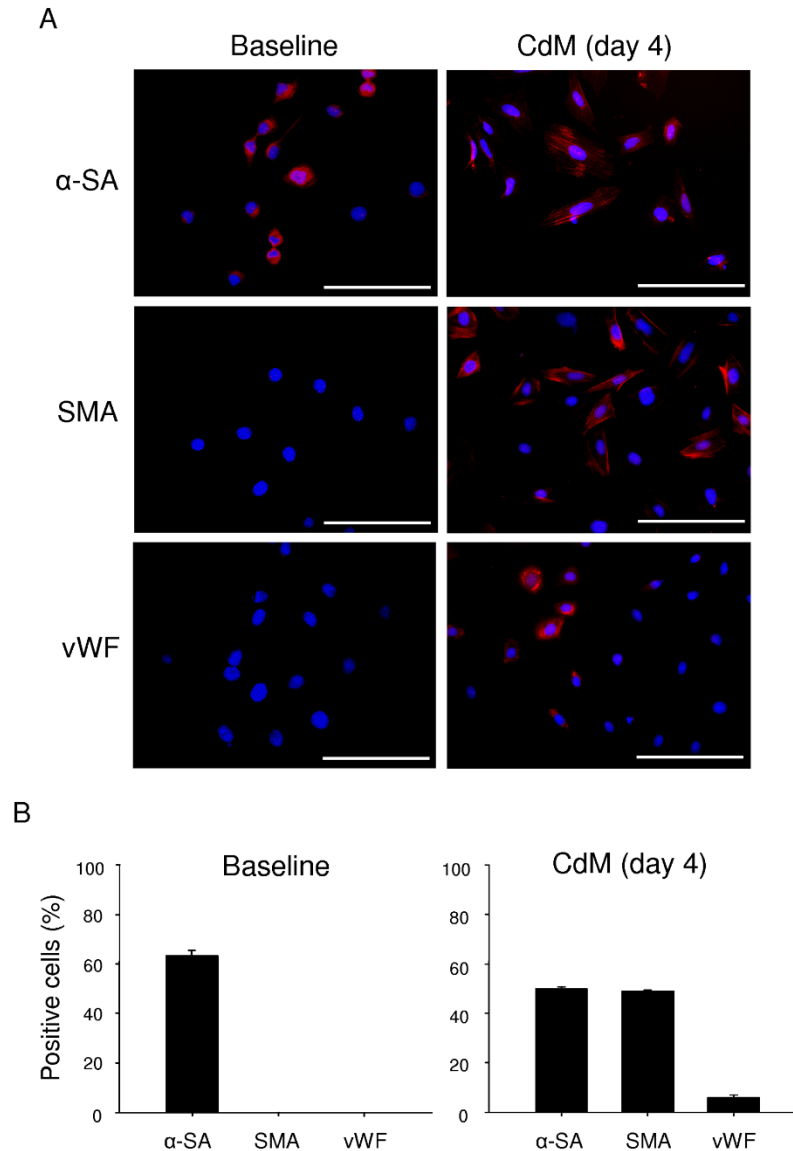 A
Baseline CdM (day 4)
α-SA
SMA
vWF
B
Baseline CdM (day 4)
Positive cells (%)
100 100
80 80
60 60
40 40
20 20
0 0
α-SA SMA vWF α-SA SMA vWF